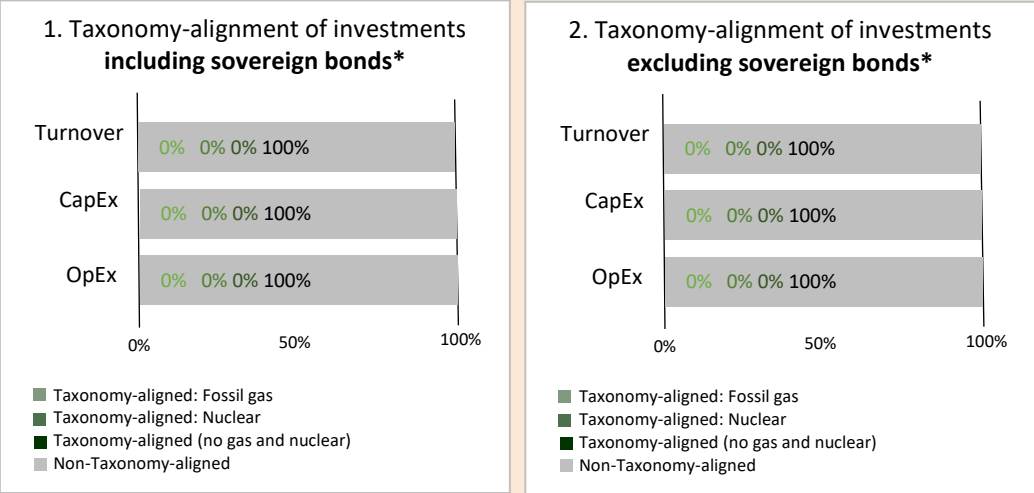 1. Taxonomy-alignment of investments
including sovereign bonds*
Turnover
0% 0% 0% 100%
CapEx
0% 0% 0% 100%
OpEx
0% 0% 0% 100%
0% 50% 100%
Taxonomy-aligned: Fossil gas
Taxonomy-aligned: Nuclear
Taxonomy-aligned (no gas and nuclear)
Non-Taxonomy-aligned
2. Taxonomy-alignment of investments
excluding sovereign bonds*
Turnover
0% 0% 0% 100%
CapEx
0% 0% 0% 100%
OpEx
0% 0% 0% 100%
0% 50% 100%
Taxonomy-aligned: Fossil gas
Taxonomy-aligned: Nuclear
Taxonomy-aligned (no gas and nuclear)
Non-Taxonomy-aligned